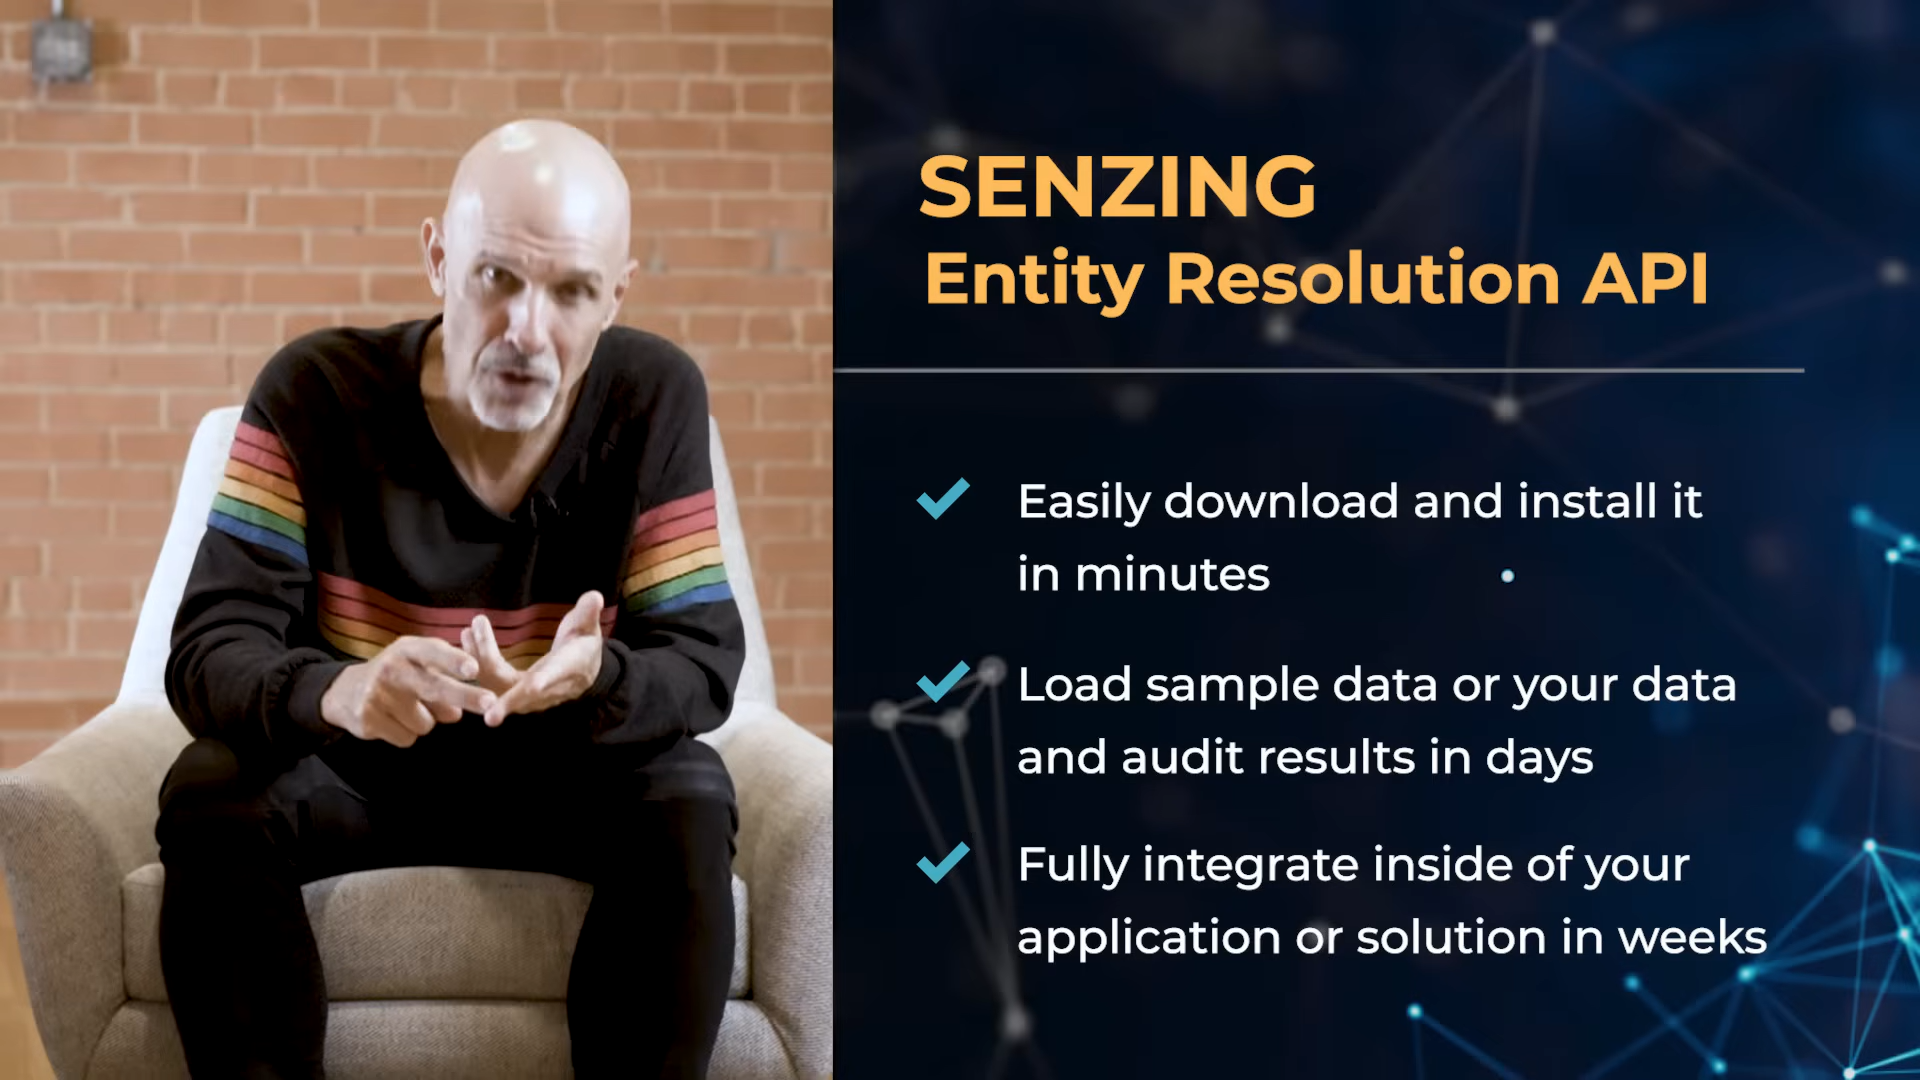 SENZING
Entity Resolution API
Easily download and install it
in minutes
Load sample data or your data
and audit results in days
Fully integrate inside of your
application or solution in weeks